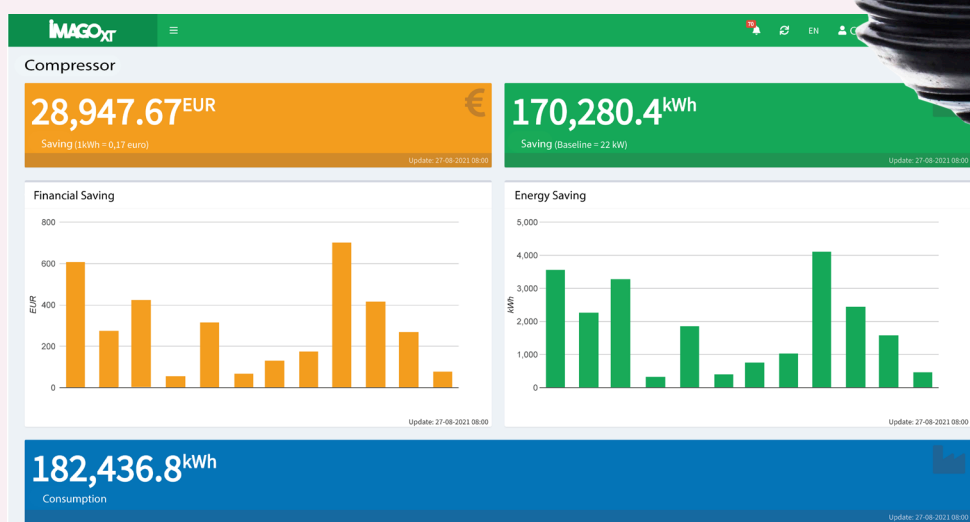 iMAGOXT
76
EN
Compressor
28,947.67EUR
€
Saving (1kWh = 0,17 euro)
Update: 27-08-2021 08:00
170,280.4kWh
Saving (Baseline = 22 kW)
Update: 27-08-2021 08:00
Financial Saving
800
600
400
200
0
EUR
Update: 27-08-2021 08:00
Energy Saving
5,000
4,000
3,000
2,000
1,000
0
kWh
Update: 27-08-2021 08:00
182,436.8kWh
Consumption
Update: 27-08-2021 08:00